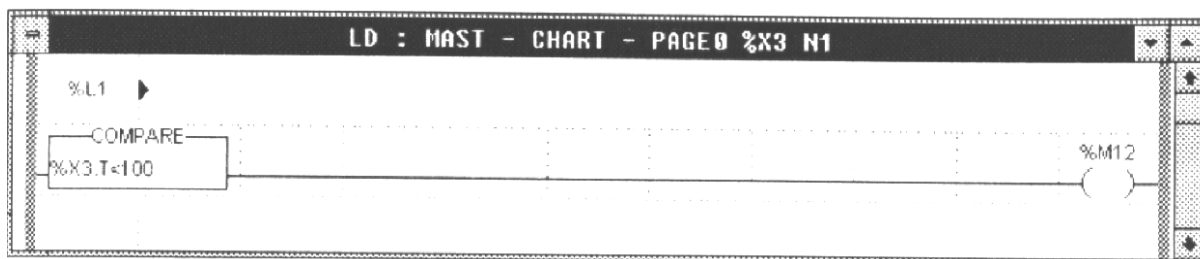 LD : MAST - CHART - PAGE0 %X3 N1
%L1
COMPARE
%X3.T<100
%M12
( )